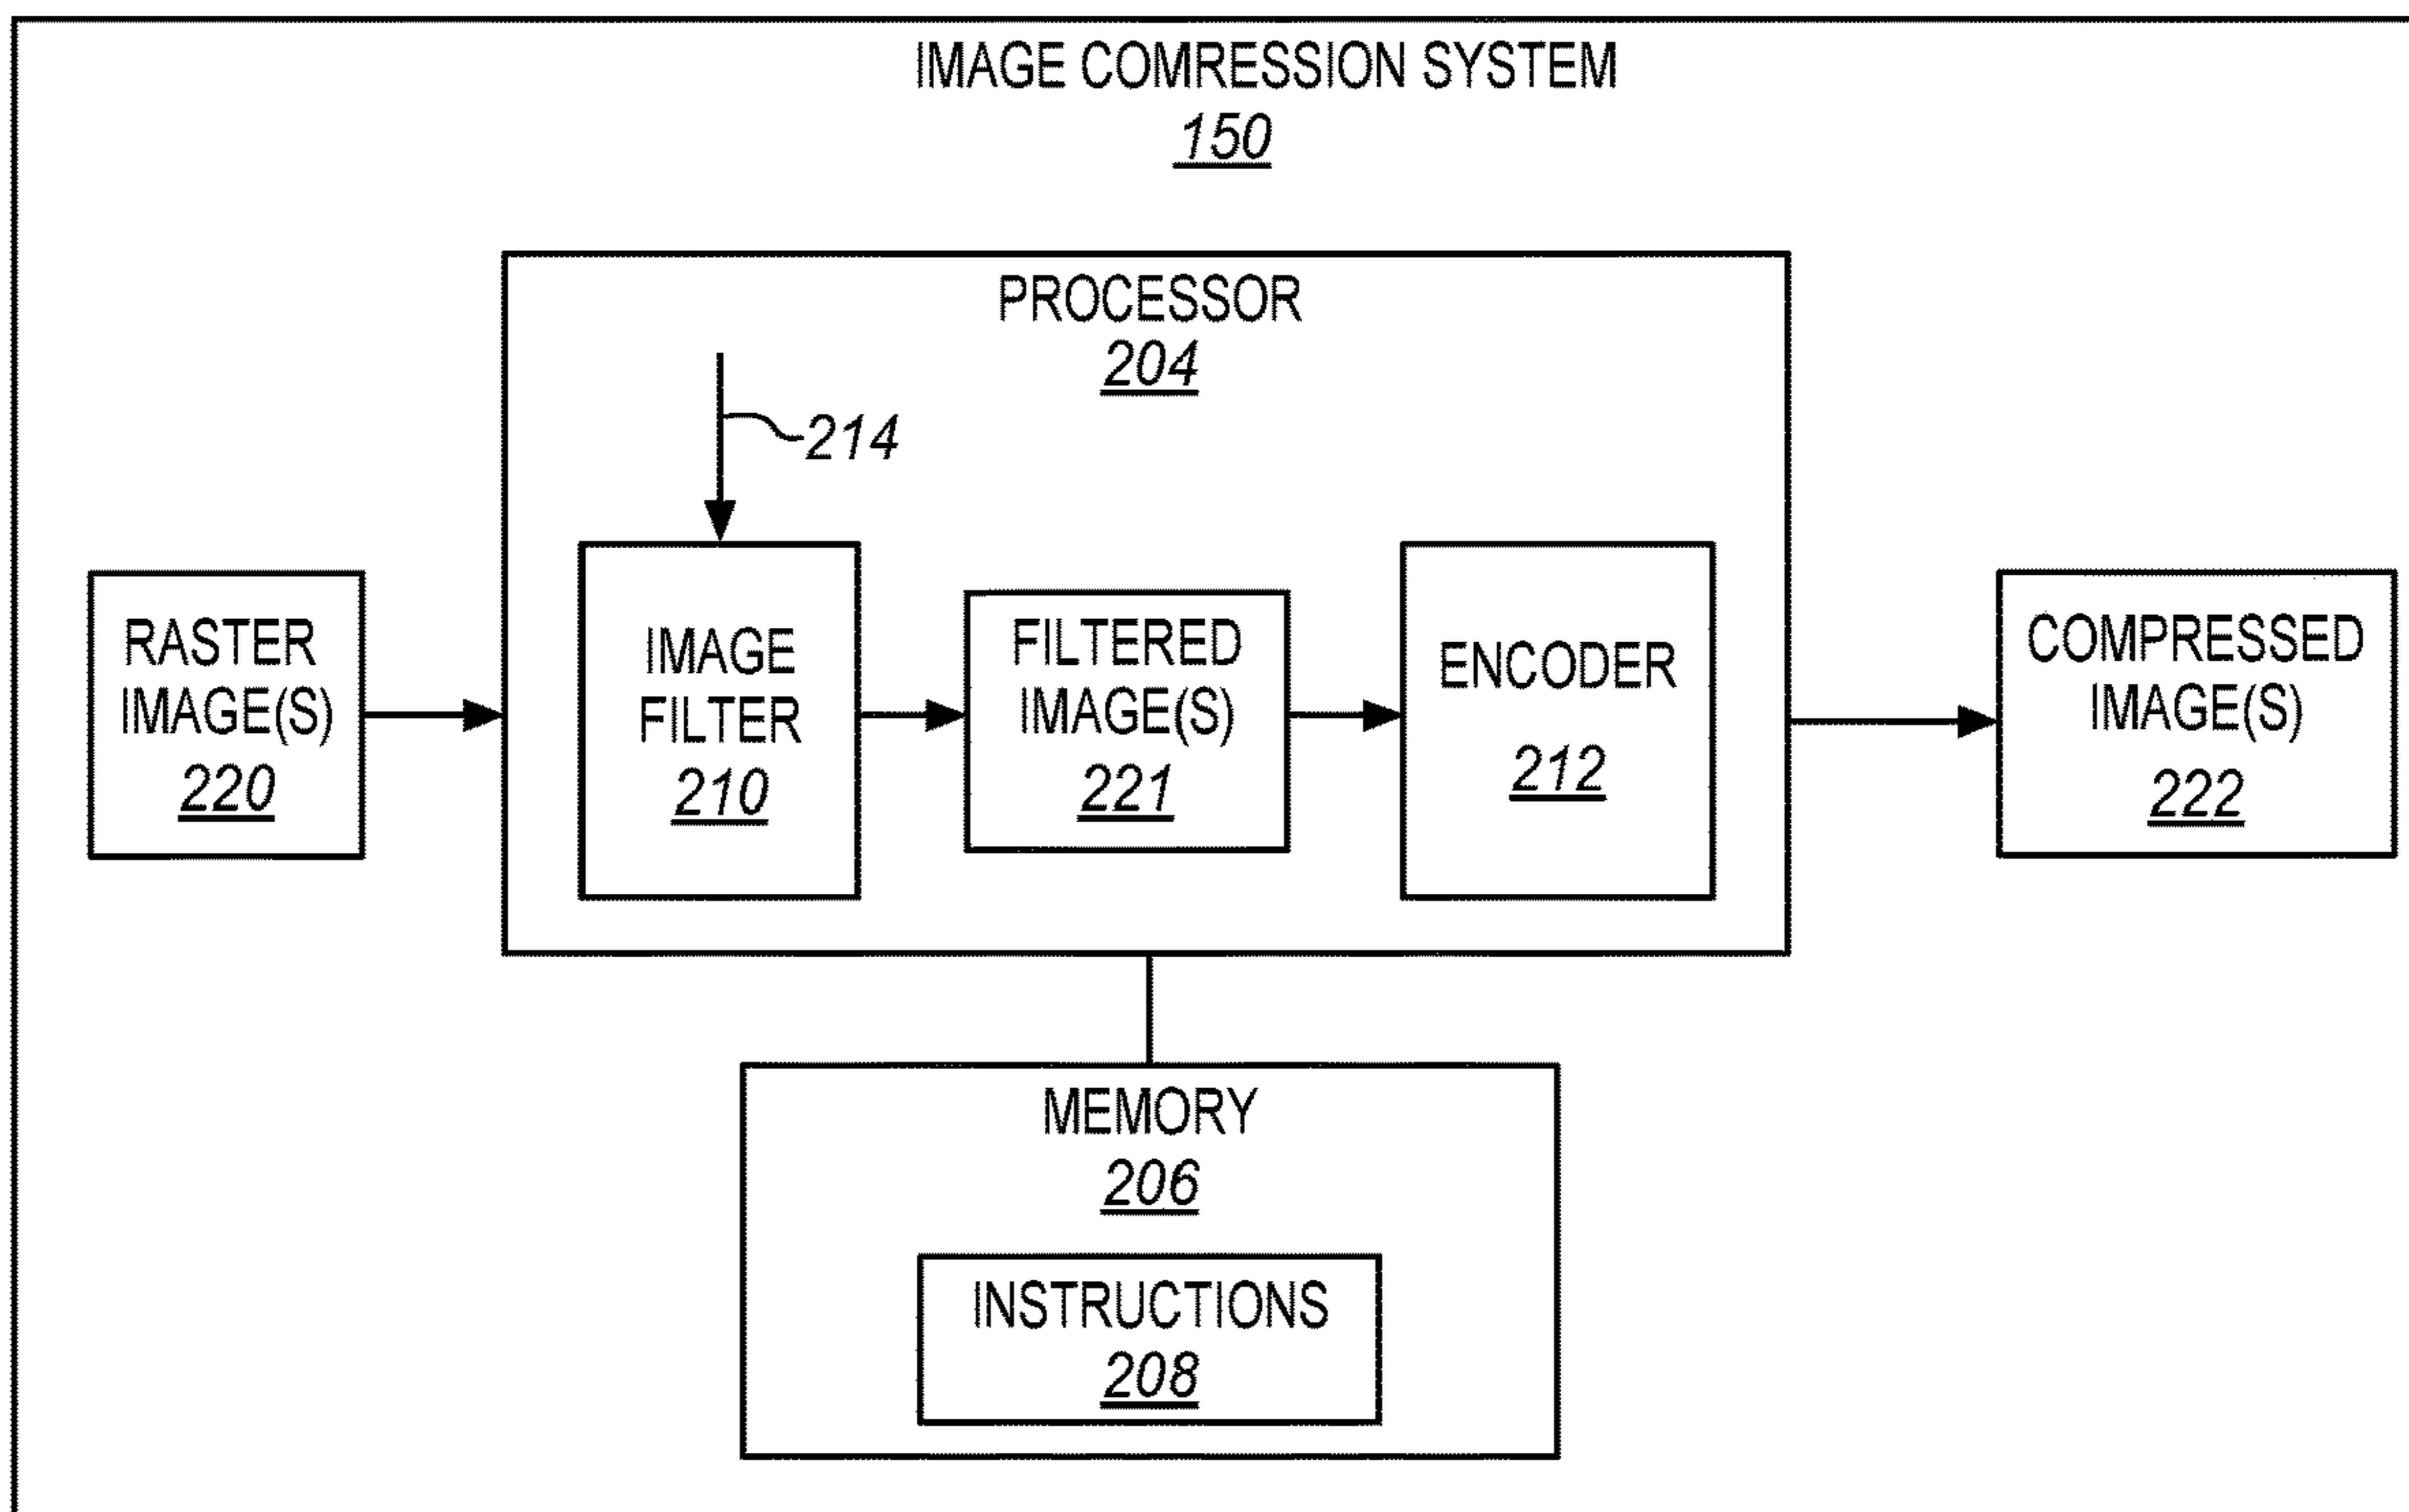 IMAGE COMRESSION SYSTEM
150
PROCESSOR
204
214
RASTER
IMAGE(S)
220
IMAGE
FILTER
210
FILTERED
IMAGE(S)
221
ENCODER
212
COMPRESSED
IMAGE(S)
222
MEMORY
206
INSTRUCTIONS
208